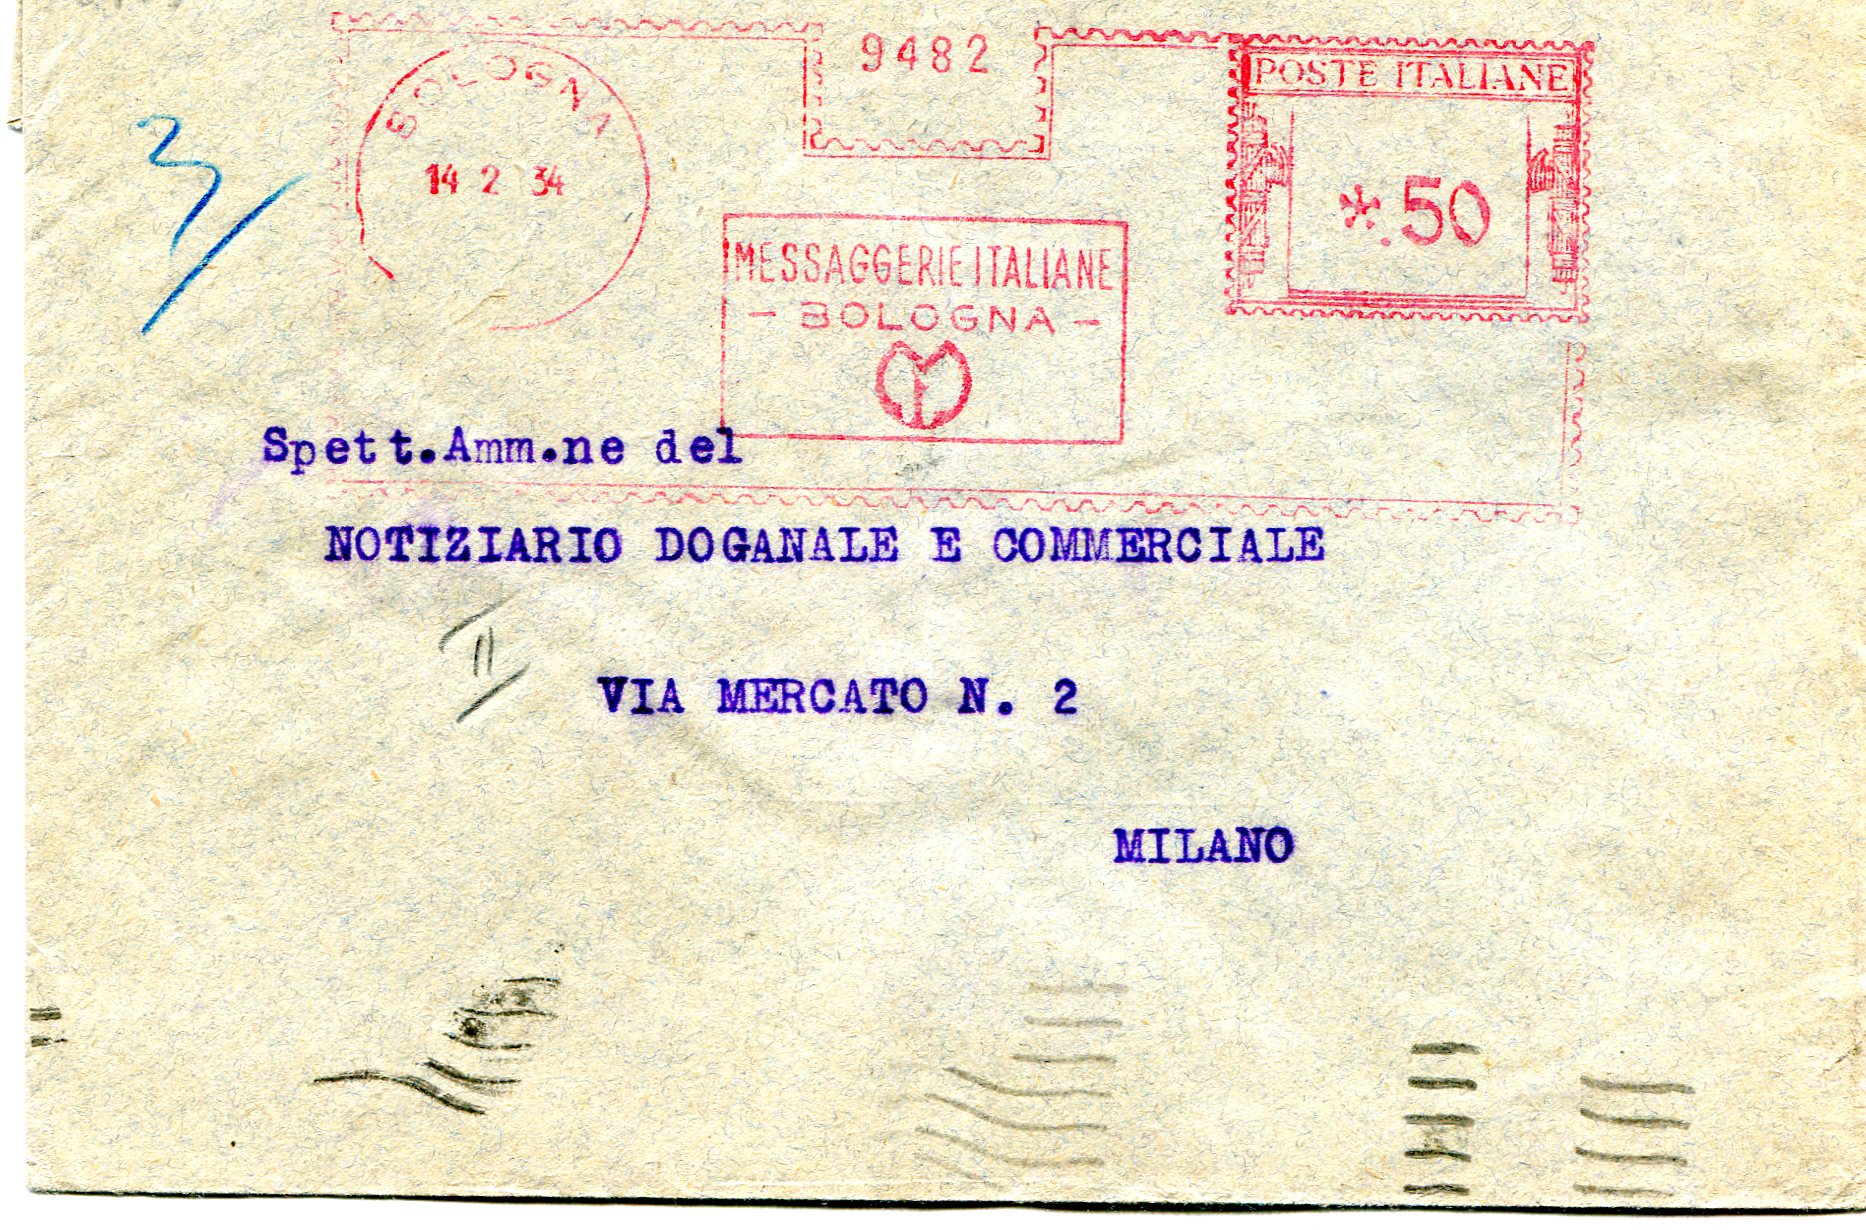 9482
POSTE ITALIANE
BOLOGNA
14 2 34
*.50
MESSAGGERIE ITALIANE
- BOLOGNA -
Spett.Amm.ne del
NOTIZIARIO DOGANALE E COMMERCIALE
II
VIA MERCATO N. 2
MILANO